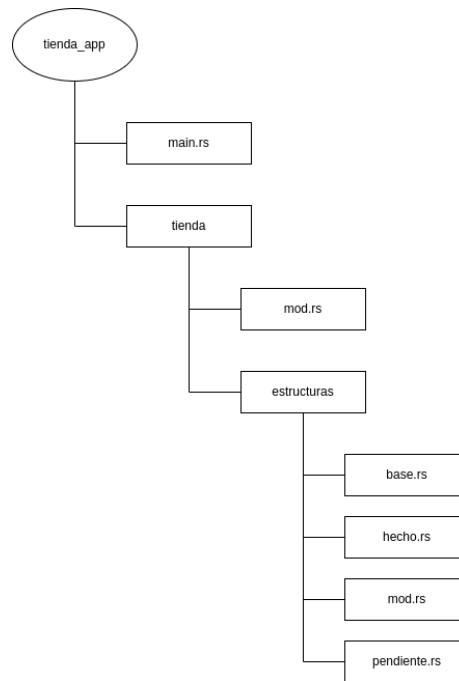 tienda_app
main.rs
tienda
mod.rs
estructuras
base.rs
hecho.rs
mod.rs
pendiente.rs